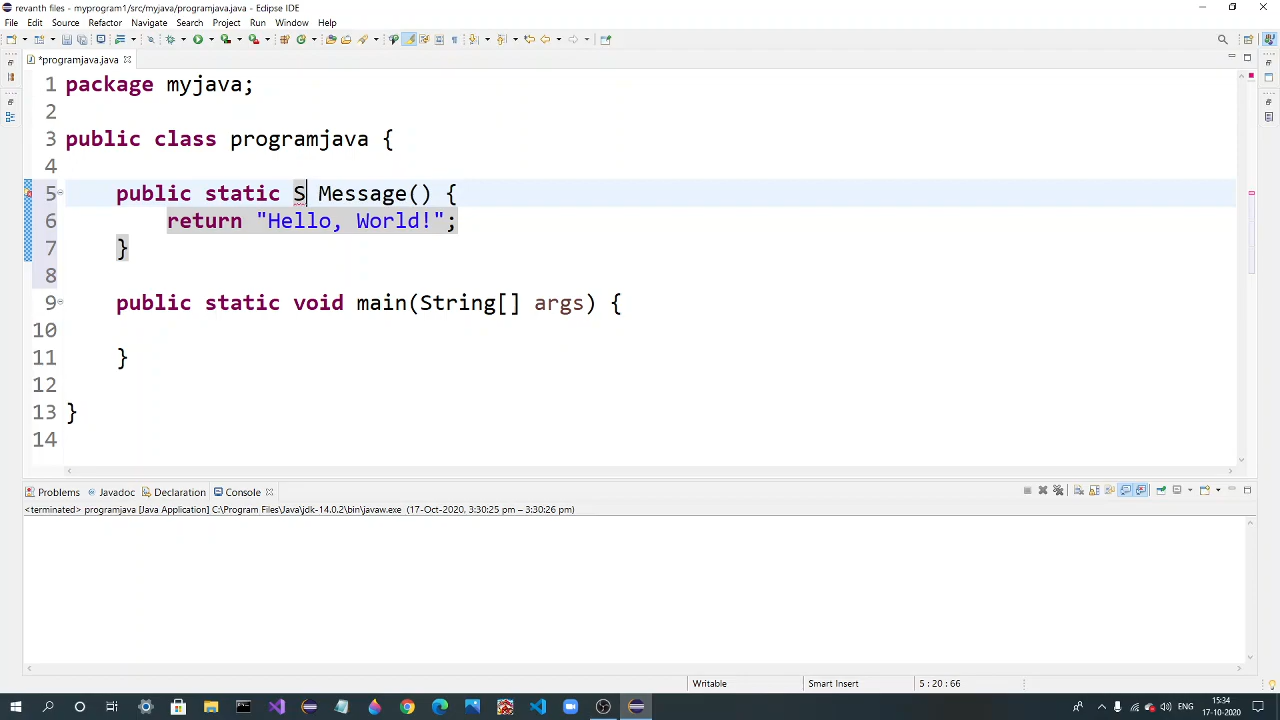 revanth files - myprogram1/src/myjava/programjava.java - Edipse IDE
File Edit Source Refactor Navigate Search Project Run Window Help
*programjava.java
1 package myjava;
2
3 public class programjava {
4
5 public static S Message() {
6 return "Hello, World!";
7 }
8
9 public static void main(String[] args) {
10
11 }
12
13 }
14
Problems Javadoc Declaration Console
<terminated> programjava [Java Application] C:\Program Files\Java\jdk-14.0.2\bin\javaw.exe (17-Oct-2020, 3:30:25 pm – 3:30:26 pm)
Writable Smart Insert 5 : 20 : 66
ENG
15:34
17-10-2020